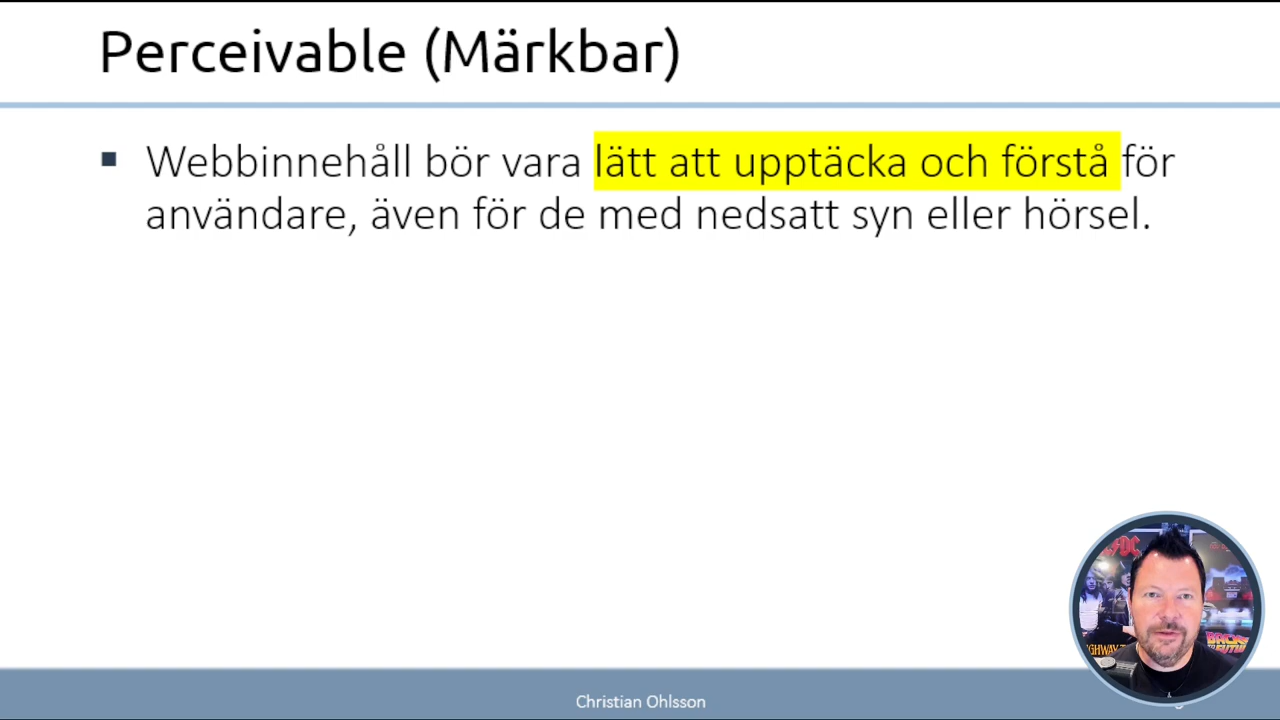 Perceivable (Märkbar)
Webbinnehåll bör vara lätt att upptäcka och förstå för
användare, även för de med nedsatt syn eller hörsel.
Christian Ohlsson